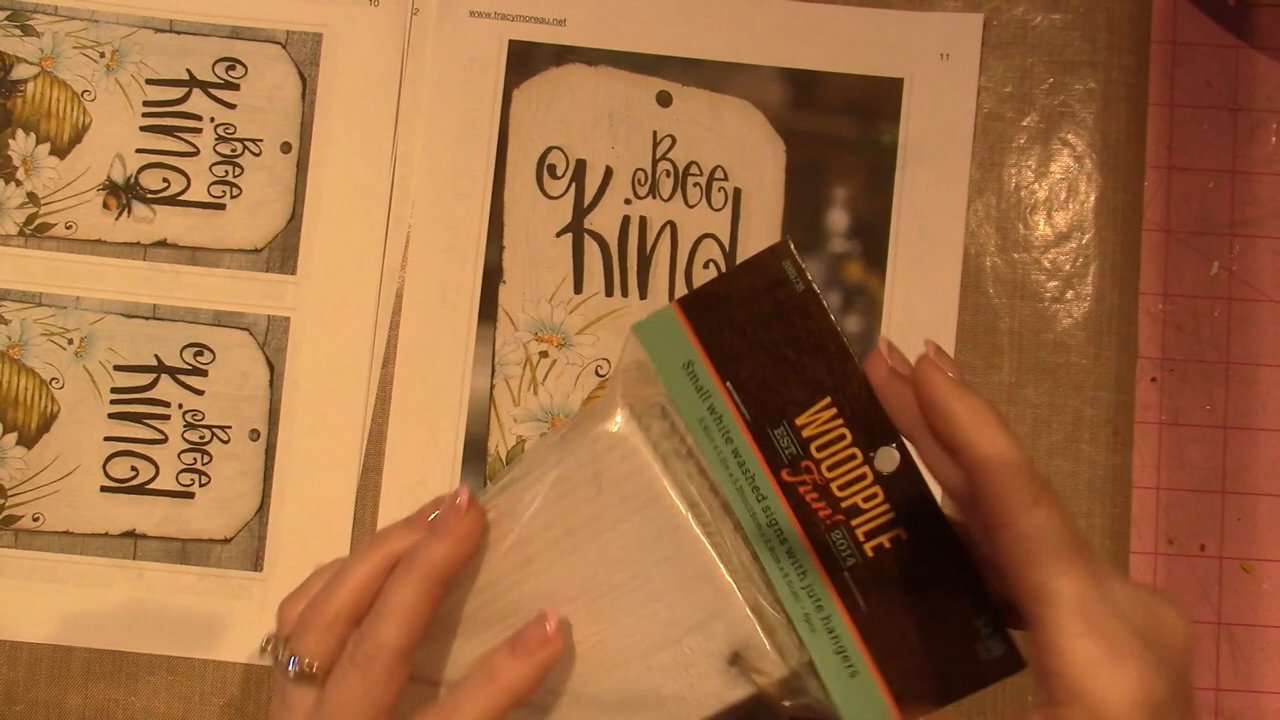 10
Bee
Kind
Bee
Kind
2
www.tracymoreau.net
11
Bee
Kind
WOODPILE
EST. Fun! 2014
Small white washed signs with jute hangers